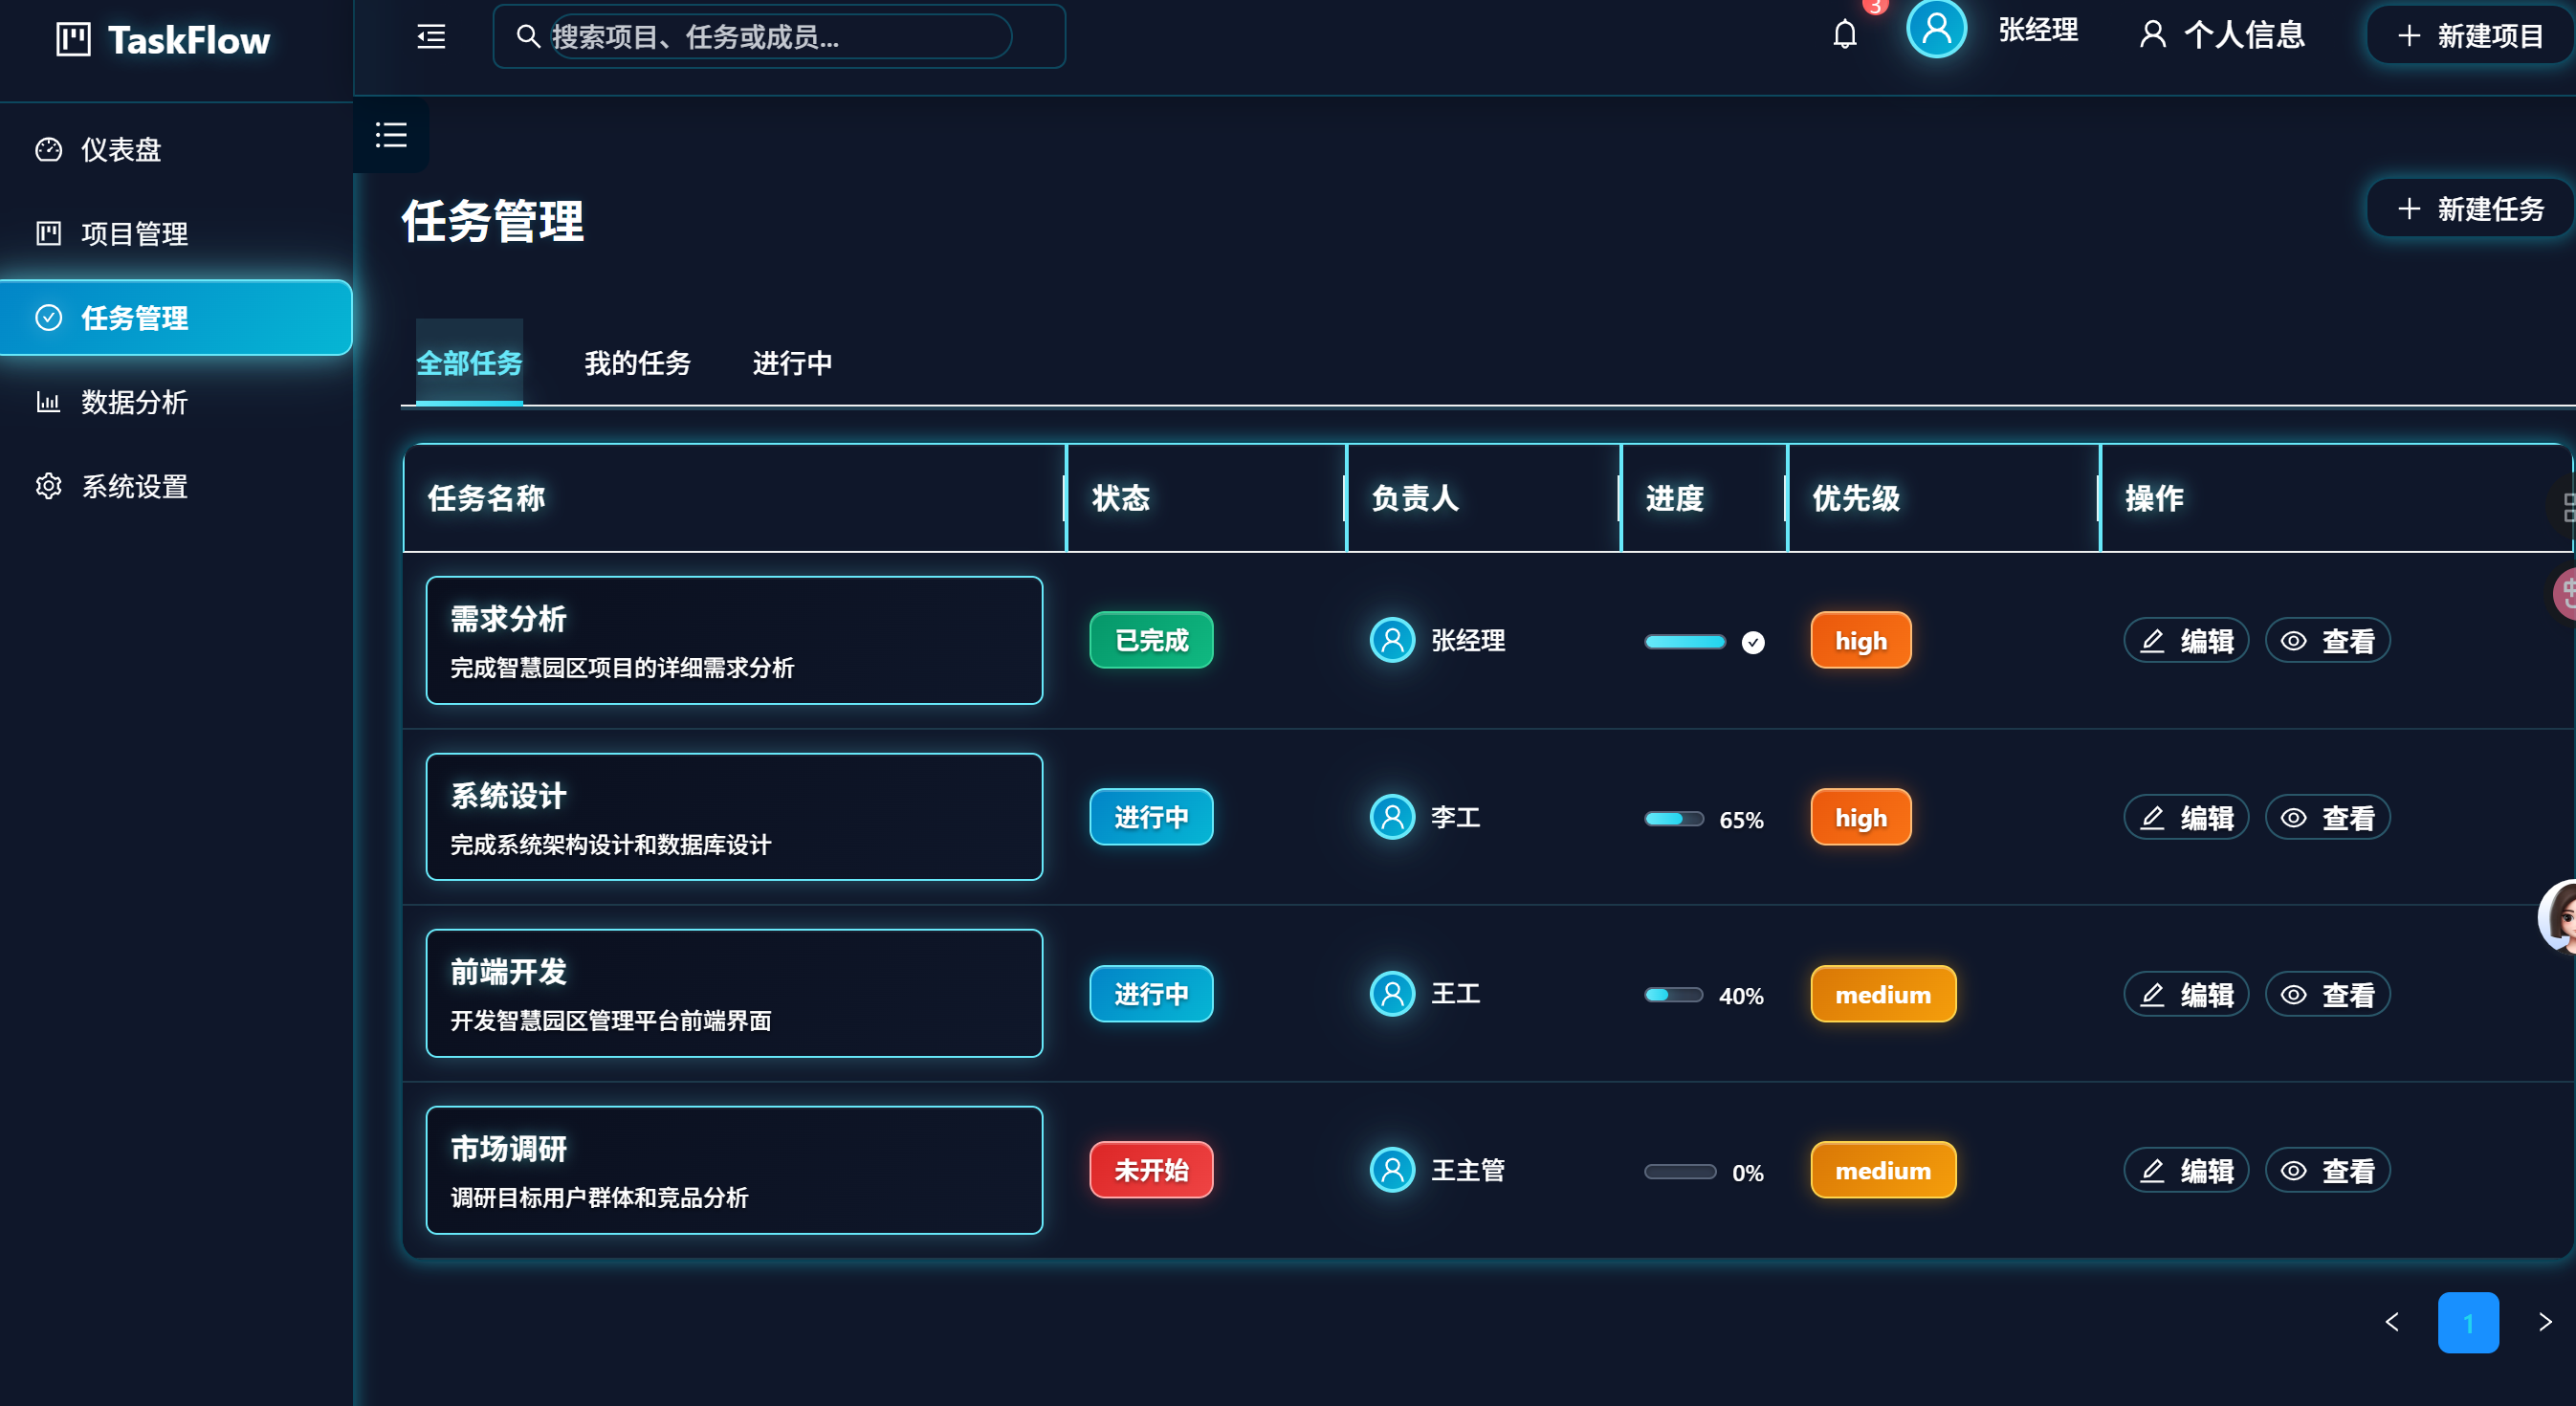 TaskFlow
搜索项目、任务或成员...
3
张经理
个人信息
新建项目
仪表盘
项目管理
任务管理
数据分析
系统设置
任务管理
新建任务
全部任务 我的任务 进行中
任务名称 状态 负责人 进度 优先级 操作
需求分析
完成智慧园区项目的详细需求分析
已完成 张经理 high 编辑 查看
系统设计
完成系统架构设计和数据库设计
进行中 李工 65% high 编辑 查看
前端开发
开发智慧园区管理平台前端界面
进行中 王工 40% medium 编辑 查看
市场调研
调研目标用户群体和竞品分析
未开始 王主管 0% medium 编辑 查看
1